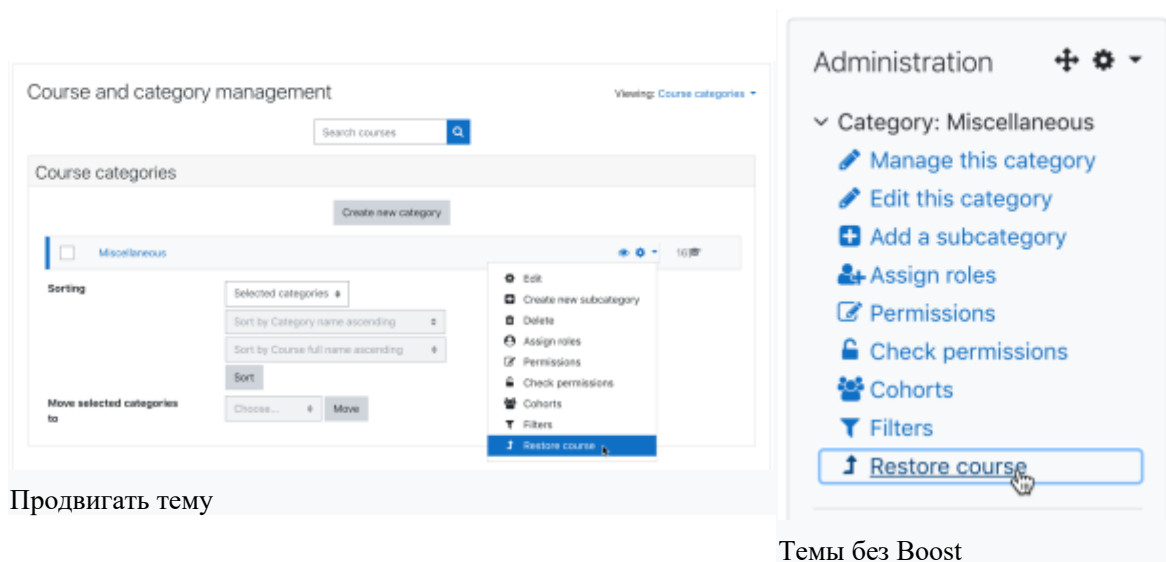 Course and category management
Viewing: Course categories
Search courses
Course categories
Create new category
Miscellaneous
16
Sorting
Selected categories
Sort by Category name ascending
Sort by Course full name ascending
Sort
Move selected categories
to
Choose...
Move
Edit
Create new subcategory
Delete
Assign roles
Permissions
Check permissions
Cohorts
Filters
Restore course
Продвигать тему
Administration
Category: Miscellaneous
Manage this category
Edit this category
Add a subcategory
Assign roles
Permissions
Check permissions
Cohorts
Filters
Restore course
Темы без Boost